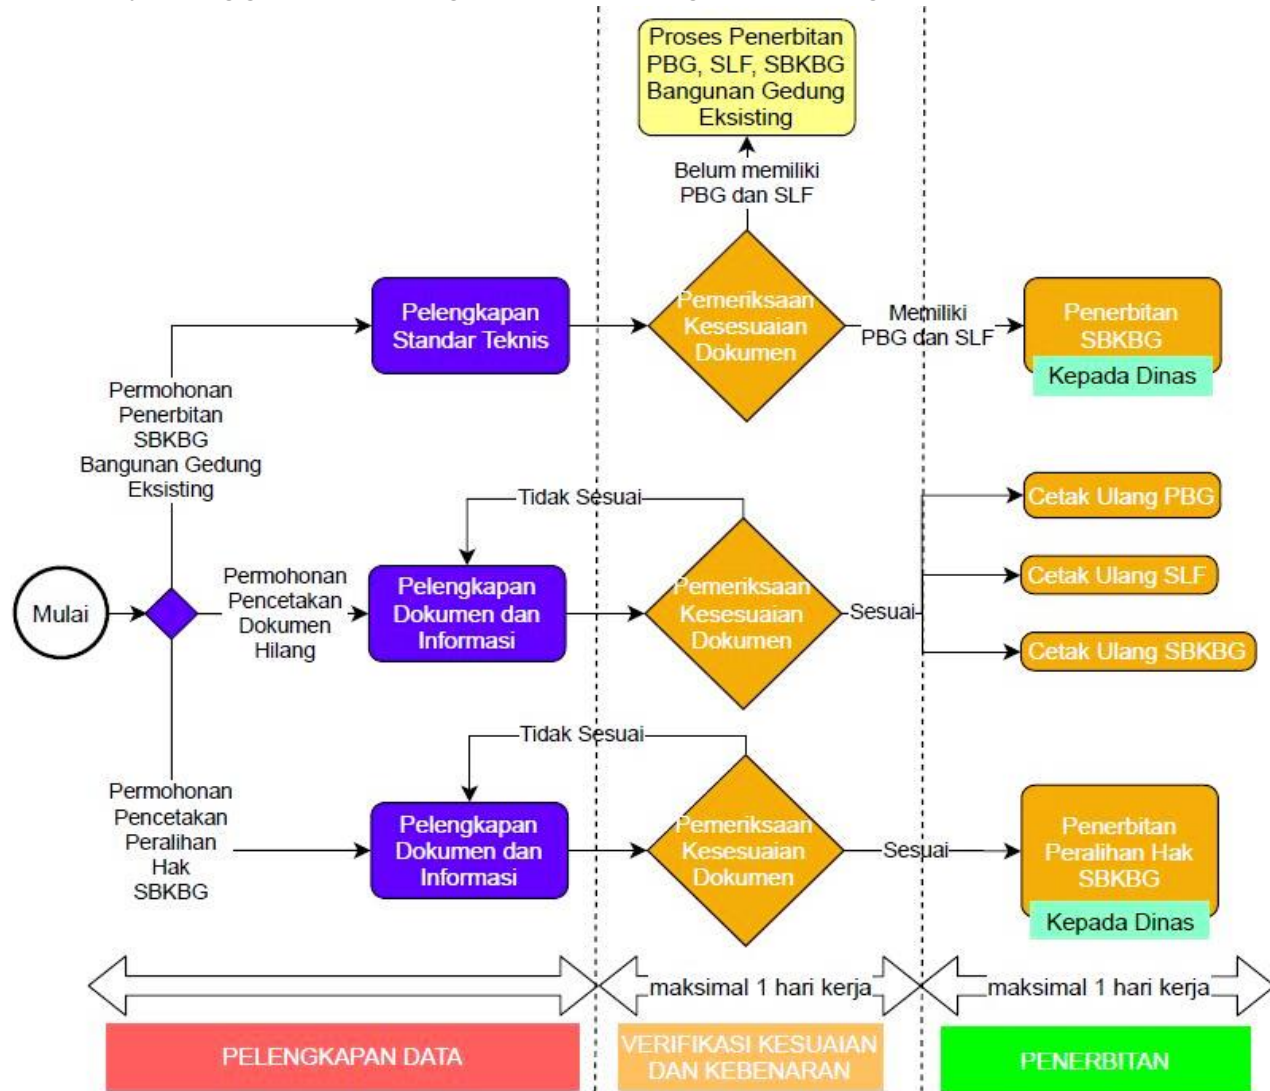 Proses Penerbitan
PBG, SLF, SBKBG
Bangunan Gedung
Eksisting
Belum memiliki
PBG dan SLF
Pelengkapan
Standar Teknis
Pemeriksaan
Kesesuaian
Dokumen
Memiliki
PBG dan SLF
Penerbitan
SBKBG
Kepada Dinas
Permohonan
Penerbitan
SBKBG
Bangunan Gedung
Eksisting
Mulai
Permohonan
Pencetakan
Dokumen
Hilang
Tidak Sesuai
Pelengkapan
Dokumen dan
Informasi
Pemeriksaan
Kesesuaian
Dokumen
Sesuai
Cetak Ulang PBG
Cetak Ulang SLF
Cetak Ulang SBKBG
Permohonan
Pencetakan
Peralihan
Hak
SBKBG
Tidak Sesuai
Pelengkapan
Dokumen dan
Informasi
Pemeriksaan
Kesesuaian
Dokumen
Sesuai
Penerbitan
Peralihan Hak
SBKBG
Kepada Dinas
maksimal 1 hari kerja
maksimal 1 hari kerja
PELENGKAPAN DATA
VERIFIKASI KESUAIAN
DAN KEBENARAN
PENERBITAN